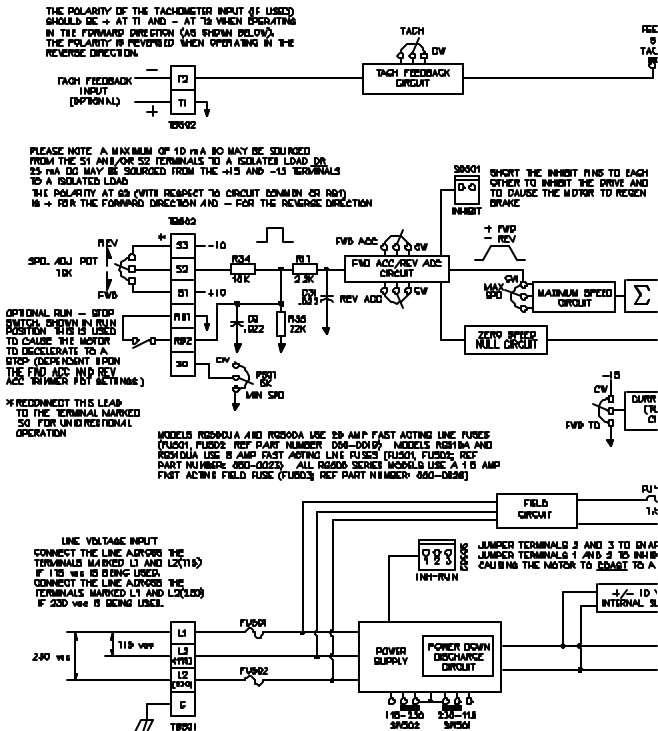 THE POLARITY OF THE TACHOMETER INPUT (IF USED)
SHOULD BE + AT T1 AND - AT T2 WHEN OPERATING
IN THE FORWARD DIRECTION (AS SHOWN BELOW).
THE POLARITY IS REVERSED WHEN OPERATING IN THE
REVERSE DIRECTION.
TACH
CW
TACH FEEDBACK
CIRCUIT
TACH FEEDBACK
INPUT
(OPTIONAL)
-
+
T2
T1
TB502
PLEASE NOTE A MAXIMUM OF 10 mA DC MAY BE SOURCED
FROM THE S1 AND/OR S2 TERMINALS TO A ISOLATED LOAD OR
25 mA DC MAY BE SOURCED FROM THE +15 AND -15 TERMINALS
TO A ISOLATED LOAD
THE POLARITY AT S2 (WITH RESPECT TO CIRCUIT COMMON OR RB1)
IS + FOR THE FORWARD DIRECTION AND - FOR THE REVERSE DIRECTION
INHIBIT
SHORT THE INHIBIT PINS TO EACH
OTHER TO INHIBIT THE DRIVE AND
TO CAUSE THE MOTOR TO REGEN
BRAKE
TB502
*
REV
SPD. ADJ POT
10K
FWD
S3
S2
S1
-10
+10
R34
10K
R11
FWD ACC
CW
FWD ACC/REV ACC
CIRCUIT
REV ACC
CW
+ FWD
- REV
CW
MAX
SPD
MAXIMUM SPEED
CIRCUIT
Σ
ZERO SPEED
NULL CIRCUIT
OPTIONAL RUN - STOP
SWITCH. SHOWN IN RUN
POSITION THIS IS USED
TO CAUSE THE MOTOR
TO DECELERATE TO A
STOP (DEPENDENT UPON
THE FWD ACC AND REV
ACC TRIMMER POT SETTINGS)
RB1
RB2
SO
.022
22K
CW
5K
MIN SPD
-15
CW
FWD TQ
*RECONNECT THIS LEAD
TO THE TERMINAL MARKED
SO FOR UNIDIRECTIONAL
OPERATION
MODELS RG500UA AND RG500A USE 25 AMP FAST ACTING LINE FUSES
(FU501, FU502; REF PART NUMBER: 050-0019) MODELS RG510A AND
RG510UA USE 15 AMP FAST ACTING LINE FUSES (FU501, FU502; REF
PART NUMBER: 050-0023) ALL RG500 SERIES MODELS USE A 1.5 AMP
FAST ACTING FIELD FUSE (FU503; REF PART NUMBER: 050-0026)
FIELD
CIRCUIT
LINE VOLTAGE INPUT
CONNECT THE LINE ACROSS THE
TERMINALS MARKED L1 AND L2(115)
IF 115 vac IS BEING USED.
CONNECT THE LINE ACROSS THE
TERMINALS MARKED L1 AND L2(230)
IF 230 vac IS BEING USED.
1 2 3
INH-RUN
JUMPER TERMINALS 2 AND 3 TO
JUMPER TERMINALS 1 AND 2 TO
CAUSING THE MOTOR TO COAST TO A
INTERNAL
230 vac
115 vac
L1
L2
(115)
L2
(230)
G
TB501
FU501
FU502
POWER
SUPPLY
POWER DOWN
DISCHARGE
CIRCUIT
115-230
SW502
230-115
SW501